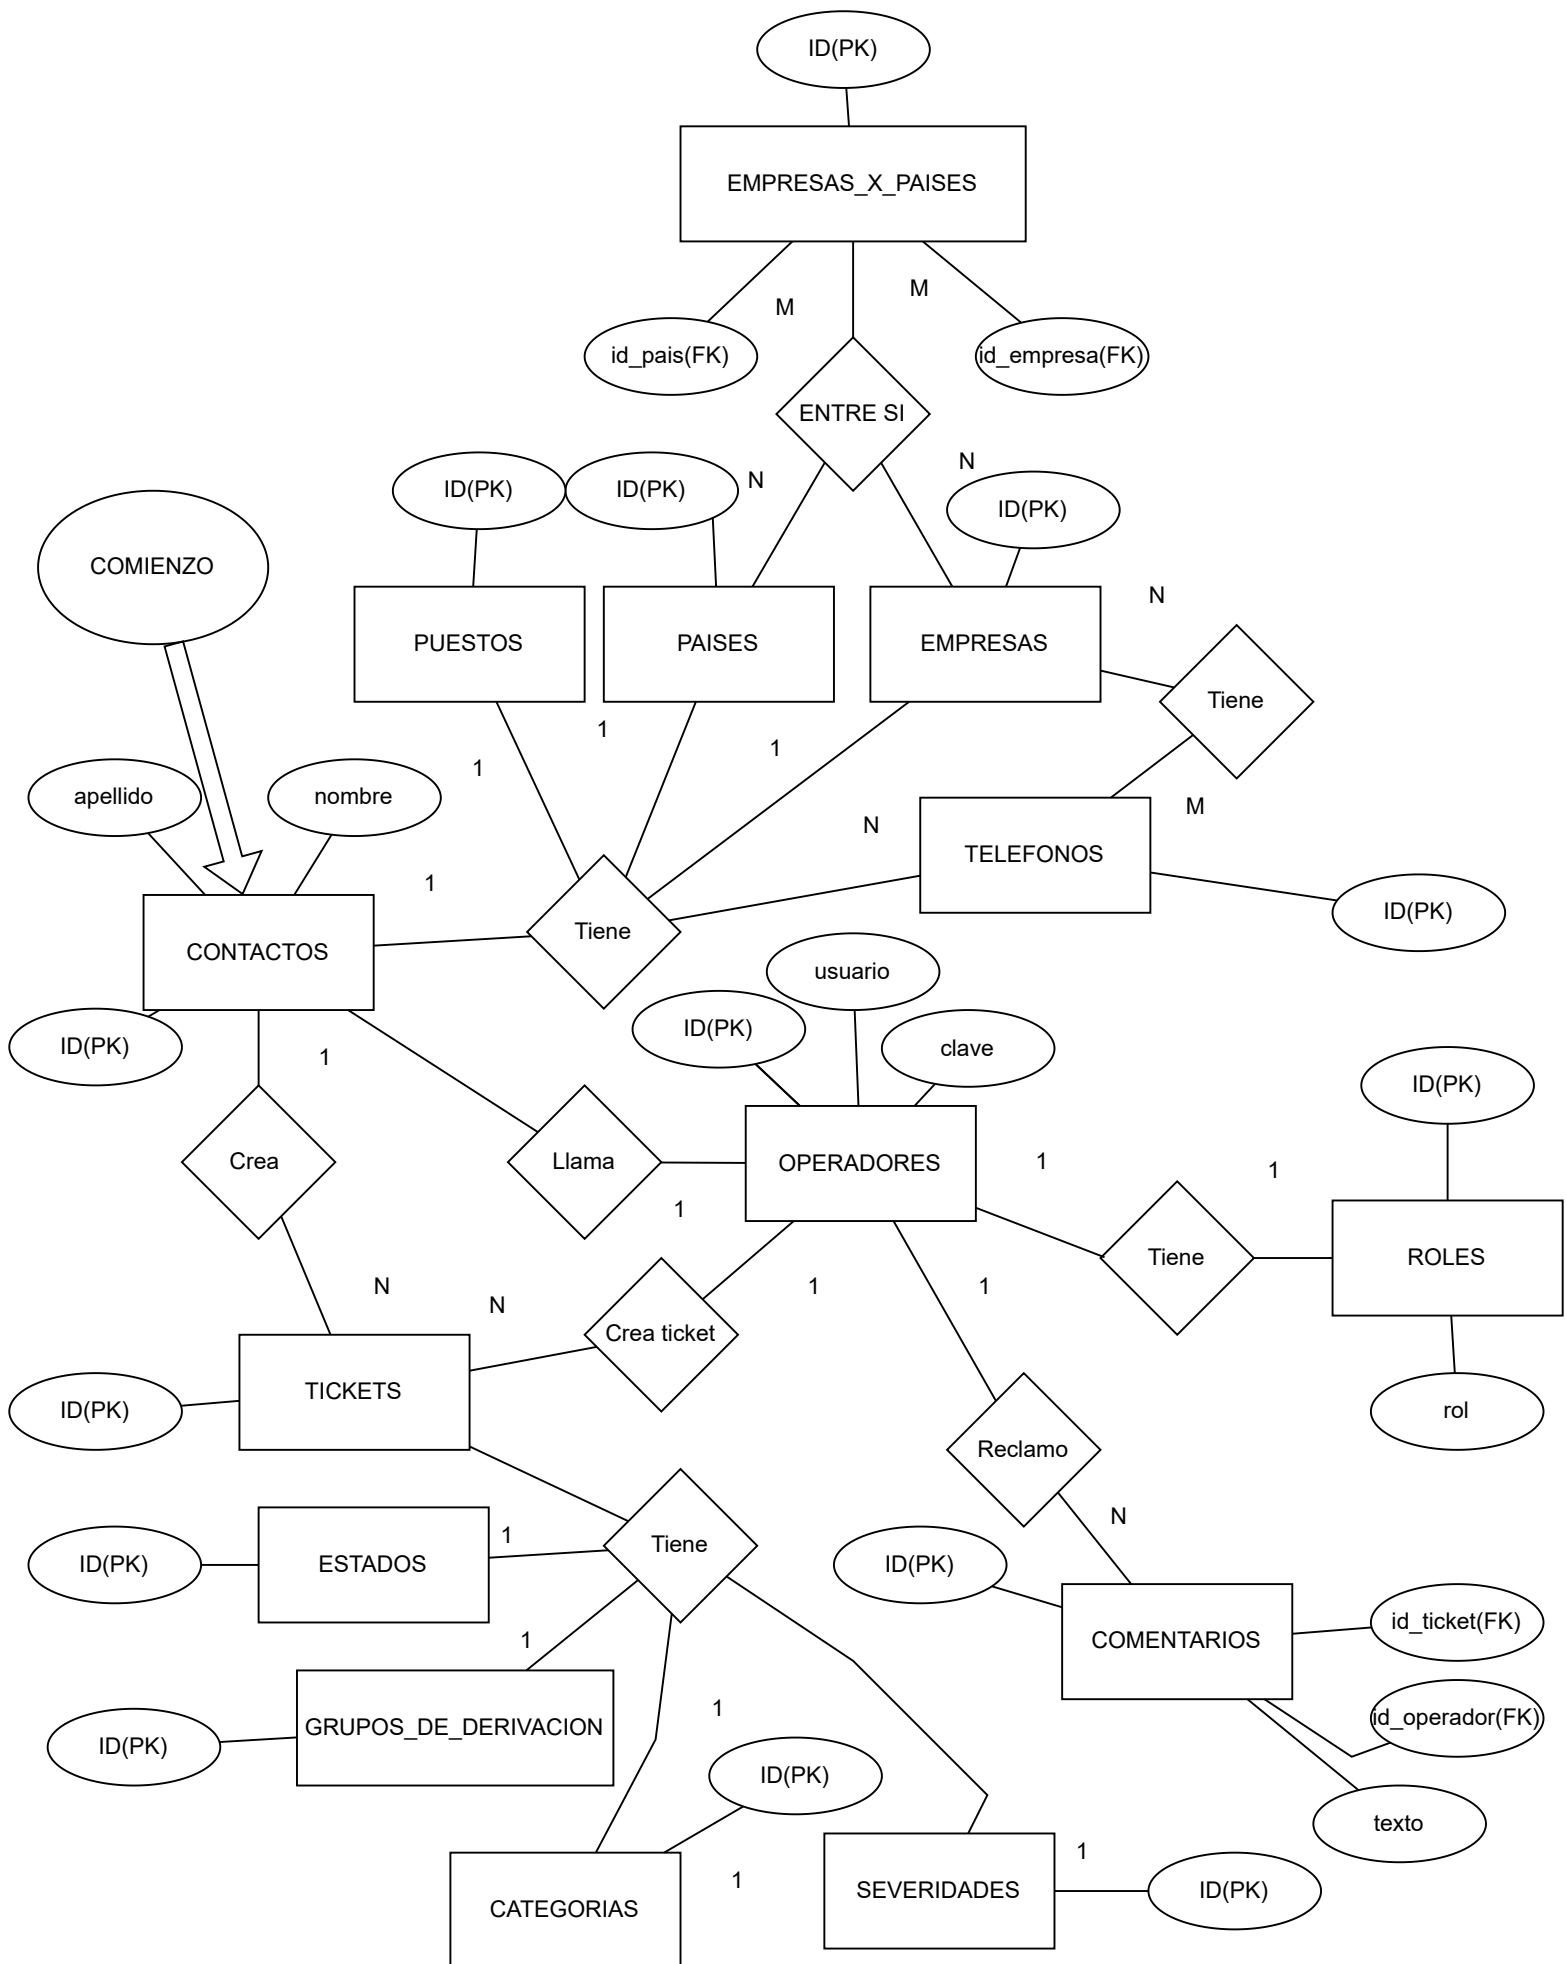 ID(PK)
EMPRESAS_X_PAISES
M
M
id_pais(FK)
id_empresa(FK)
ENTRE SI
N
N
ID(PK)
ID(PK)
ID(PK)
COMIENZO
N
PUESTOS
PAISES
EMPRESAS
Tiene
1
1
1
apellido
nombre
M
N
TELEFONOS
1
ID(PK)
CONTACTOS
Tiene
usuario
ID(PK)
clave
ID(PK)
1
ID(PK)
Crea
Llama
OPERADORES
1
1
1
Tiene
ROLES
N
N
1
1
Crea ticket
TICKETS
ID(PK)
rol
Reclamo
N
1
Tiene
ID(PK)
ESTADOS
ID(PK)
id_ticket(FK)
1
COMENTARIOS
1
id_operador(FK)
GRUPOS_DE_DERIVACION
ID(PK)
ID(PK)
texto
1
1
SEVERIDADES
ID(PK)
CATEGORIAS